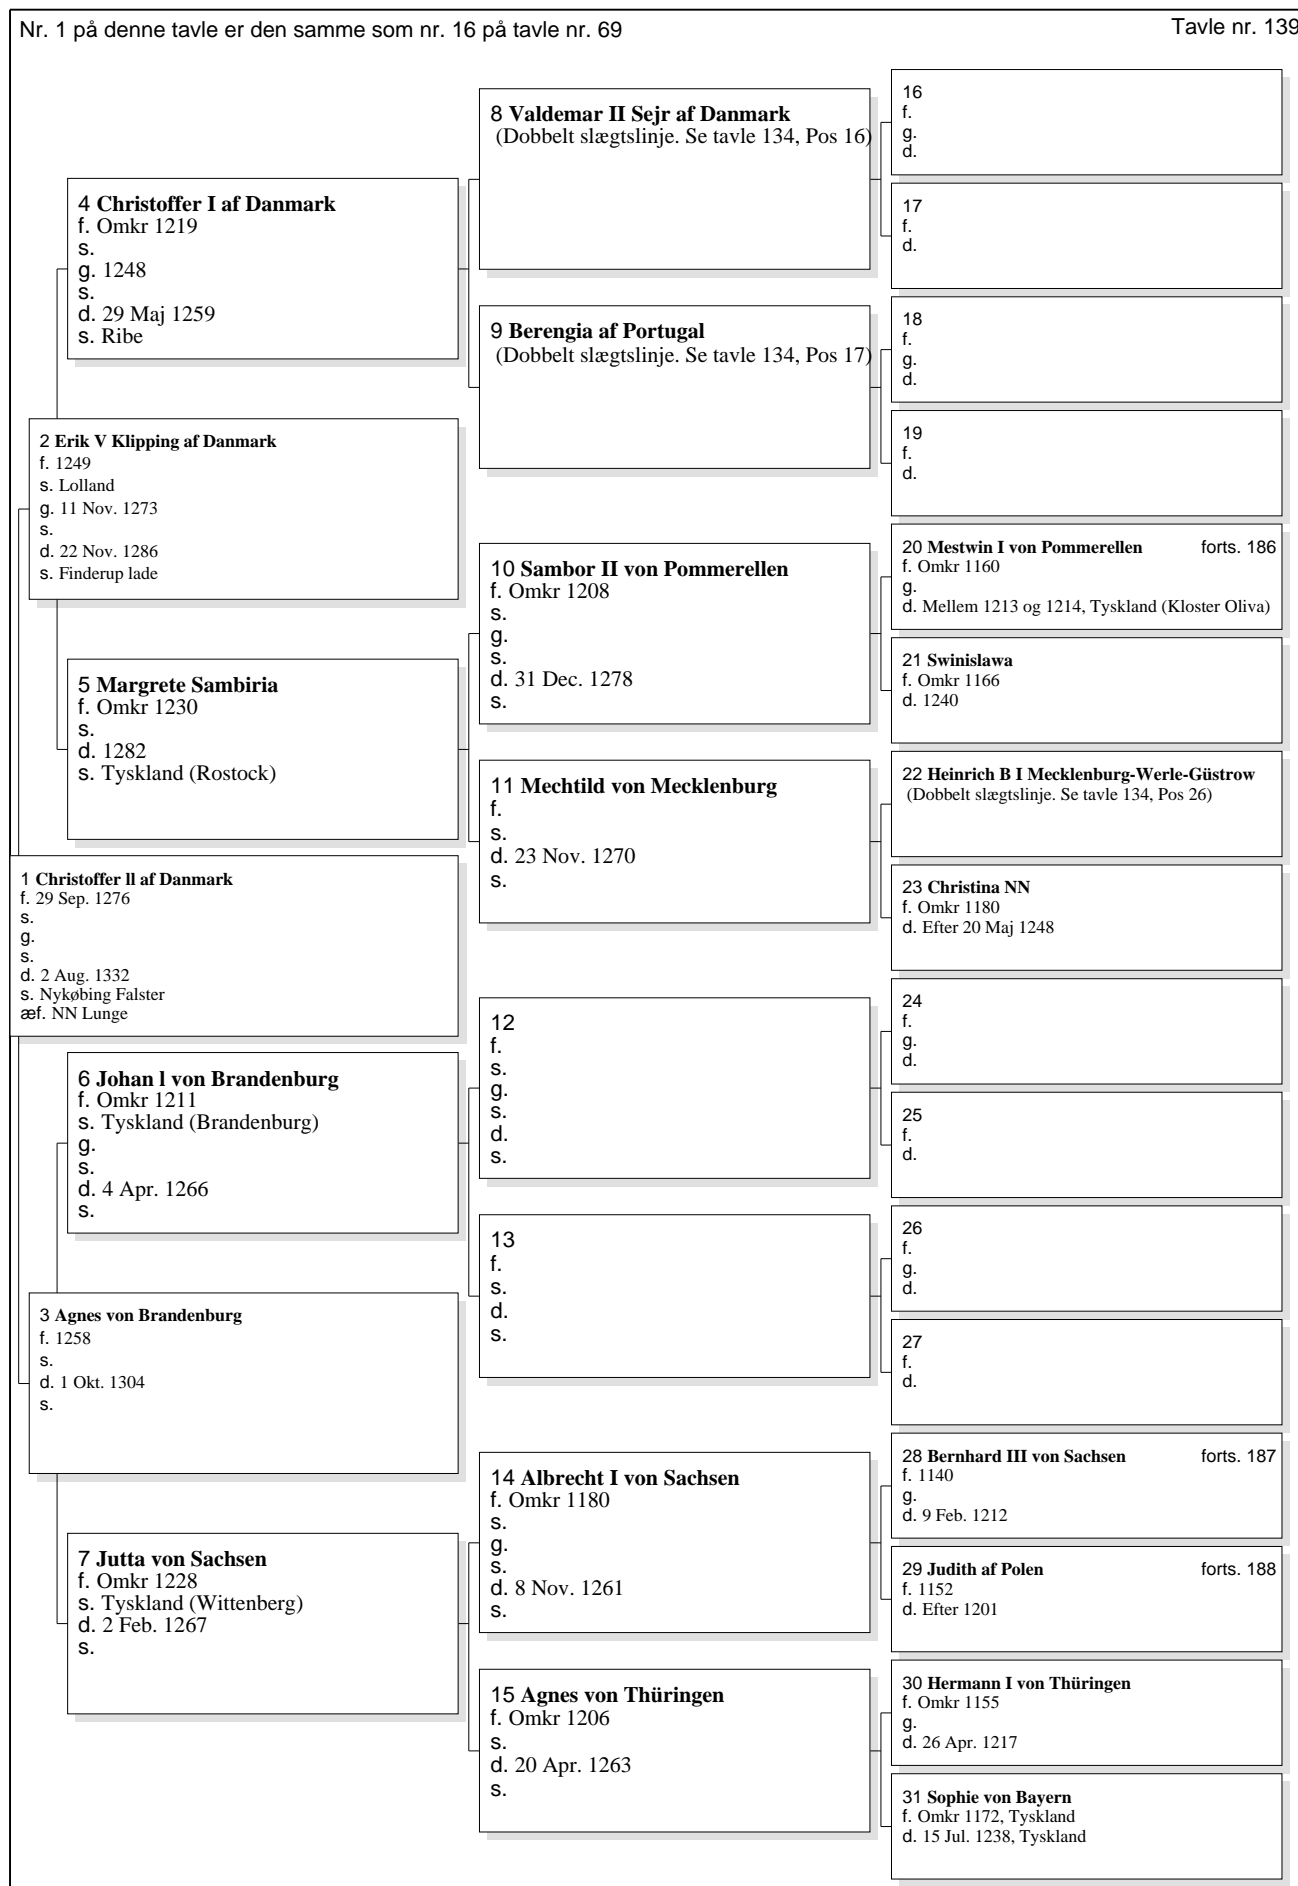 Nr. 1 på denne tavle er den samme som nr. 16 på tavle nr. 69
Tavle nr. 139
8 Valdemar II Sejr af Danmark
(Dobbelt slægtslinje. Se tavle 134, Pos 16)
16
f.
g.
d.
17
f.
d.
4 Christoffer I af Danmark
f. Omkr 1219
s.
g. 1248
s.
d. 29 Maj 1259
s. Ribe
9 Berengia af Portugal
(Dobbelt slægtslinje. Se tavle 134, Pos 17)
18
f.
g.
d.
19
f.
d.
2 Erik V Klipping af Danmark
f. 1249
s. Lolland
g. 11 Nov. 1273
s.
d. 22 Nov. 1286
s. Finderup lade
10 Sambor II von Pommerellen
f. Omkr 1208
s.
g.
s.
d. 31 Dec. 1278
s.
20 Mestwin I von Pommerellen forts. 186
f. Omkr 1160
g.
d. Mellem 1213 og 1214, Tyskland (Kloster Oliva)
21 Swinislawa
f. Omkr 1166
d. 1240
5 Margrete Sambiria
f. Omkr 1230
s.
d. 1282
s. Tyskland (Rostock)
11 Mechtild von Mecklenburg
f.
s.
d. 23 Nov. 1270
s.
22 Heinrich B I Mecklenburg-Werle-Güstrow
(Dobbelt slægtslinje. Se tavle 134, Pos 26)
23 Christina NN
f. Omkr 1180
d. Efter 20 Maj 1248
1 Christoffer ll af Danmark
f. 29 Sep. 1276
s.
g.
s.
d. 2 Aug. 1332
s. Nykøbing Falster
æf. NN Lunge
12
f.
s.
g.
s.
d.
s.
24
f.
g.
d.
25
f.
d.
6 Johan l von Brandenburg
f. Omkr 1211
s. Tyskland (Brandenburg)
g.
s.
d. 4 Apr. 1266
s.
13
f.
s.
d.
s.
26
f.
g.
d.
27
f.
d.
3 Agnes von Brandenburg
f. 1258
s.
d. 1 Okt. 1304
s.
14 Albrecht I von Sachsen
f. Omkr 1180
s.
g.
s.
d. 8 Nov. 1261
s.
28 Bernhard III von Sachsen forts. 187
f. 1140
g.
d. 9 Feb. 1212
29 Judith af Polen forts. 188
f. 1152
d. Efter 1201
7 Jutta von Sachsen
f. Omkr 1228
s. Tyskland (Wittenberg)
d. 2 Feb. 1267
s.
15 Agnes von Thüringen
f. Omkr 1206
s.
d. 20 Apr. 1263
s.
30 Hermann I von Thüringen
f. Omkr 1155
g.
d. 26 Apr. 1217
31 Sophie von Bayern
f. Omkr 1172, Tyskland
d. 15 Jul. 1238, Tyskland